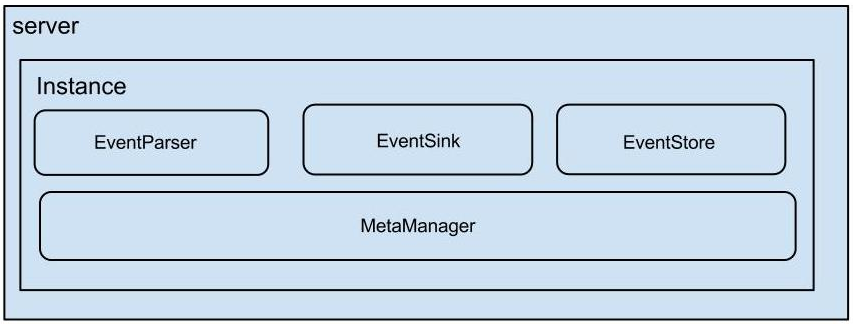 server
Instance
EventParser
EventSink
EventStore
MetaManager